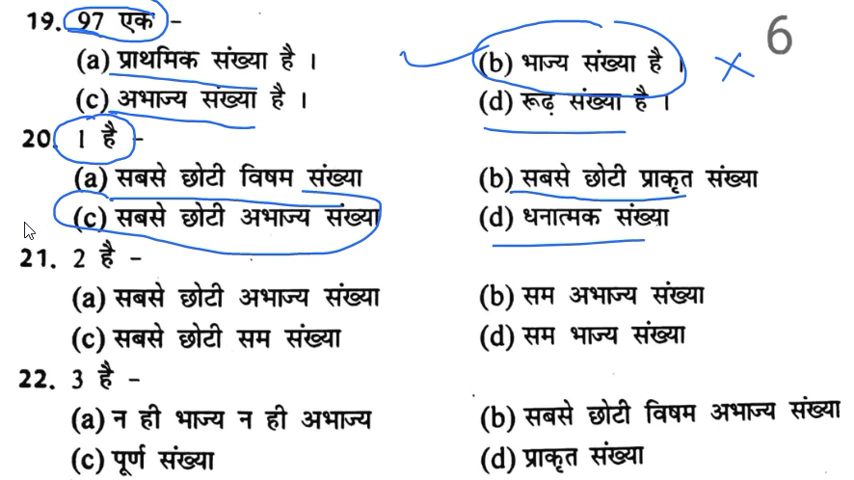 19. 97 एक –
(a) प्राथमिक संख्या है । (b) भाज्य संख्या है । 6
(c) अभाज्य संख्या है । (d) रूढ़ संख्या है ।
20. 1 है –
(a) सबसे छोटी विषम संख्या (b) सबसे छोटी प्राकृत संख्या
(c) सबसे छोटी अभाज्य संख्या (d) धनात्मक संख्या
21. 2 है –
(a) सबसे छोटी अभाज्य संख्या (b) सम अभाज्य संख्या
(c) सबसे छोटी सम संख्या (d) सम भाज्य संख्या
22. 3 है –
(a) न ही भाज्य न ही अभाज्य (b) सबसे छोटी विषम अभाज्य संख्या
(c) पूर्ण संख्या (d) प्राकृत संख्या